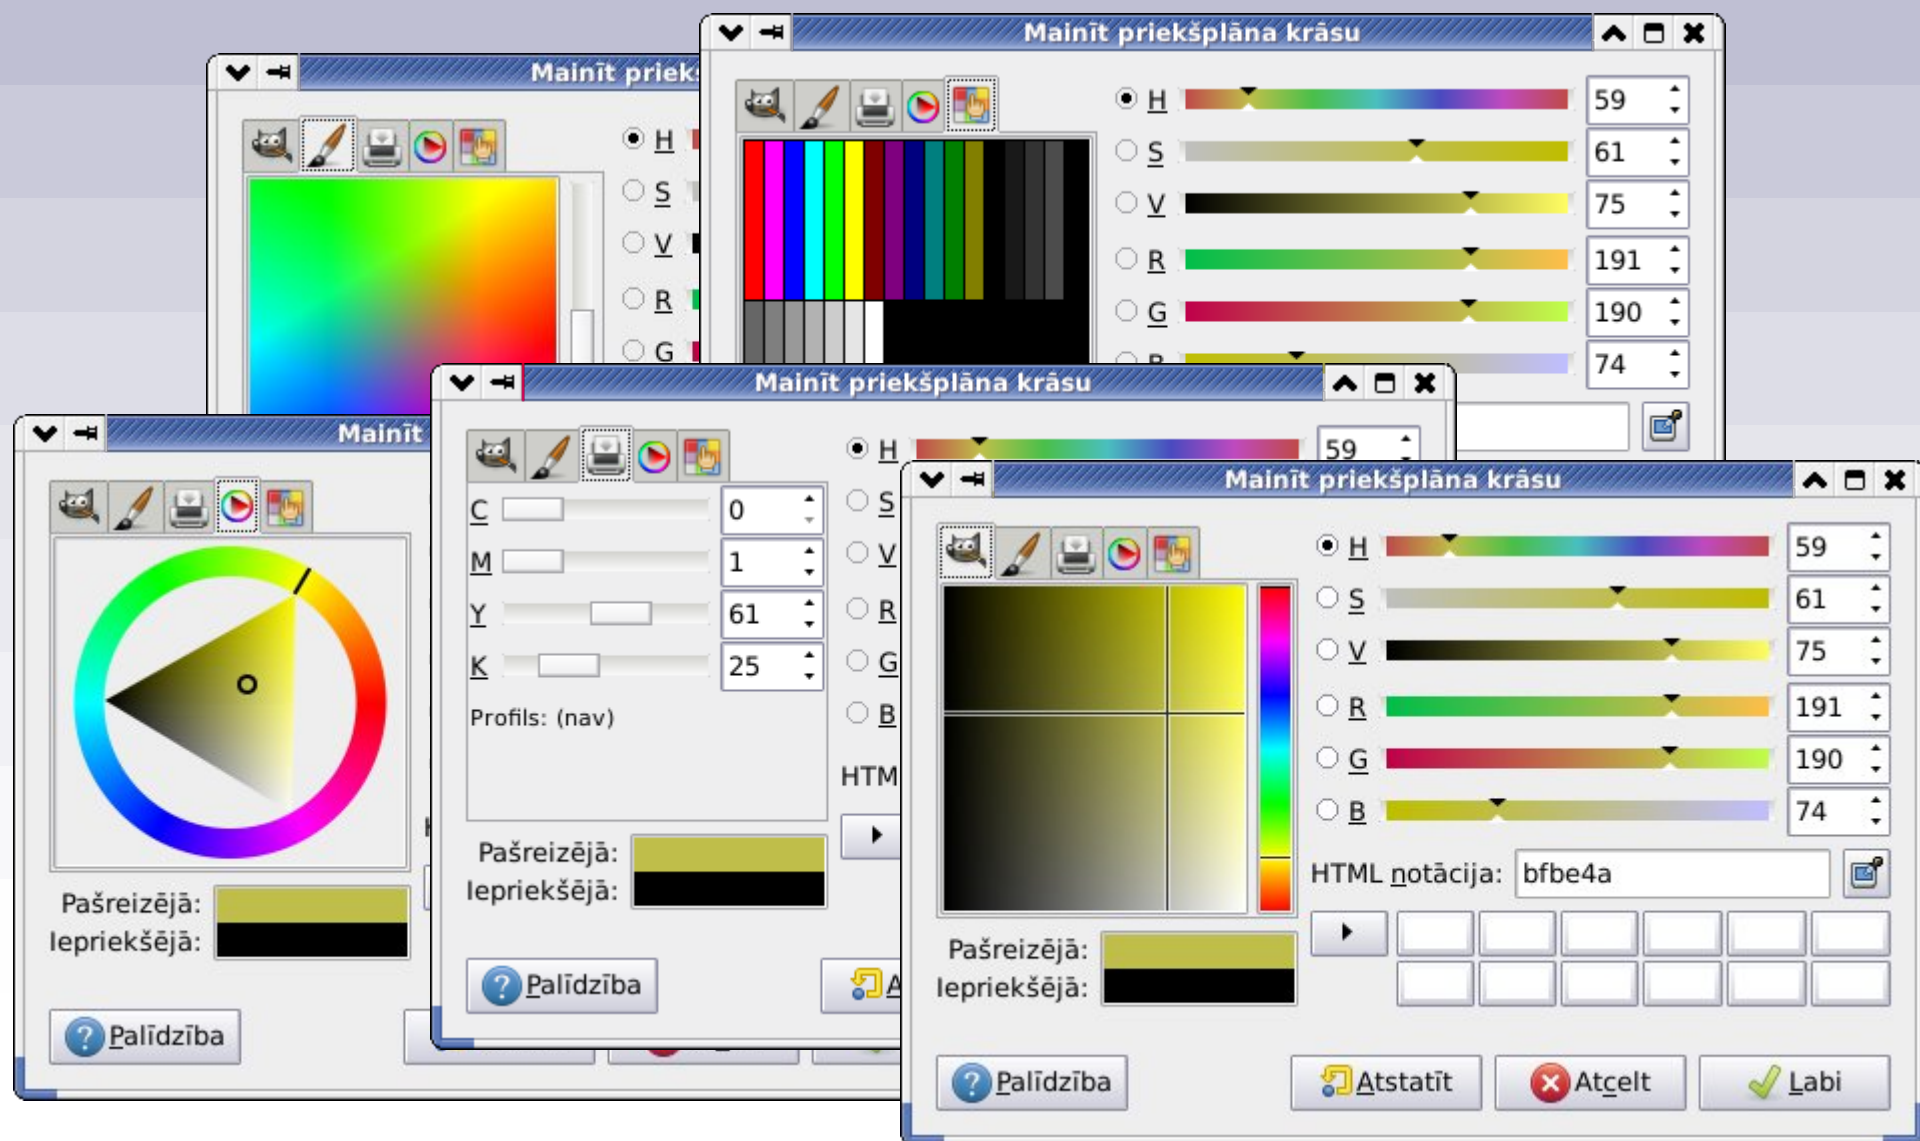 Mainīt priekšplāna krāsu
H 59
S 61
V 75
R 191
G 190
74
Mainīt
H
S
V
R
G
Mainīt priekšplāna krāsu
H 59
C 0
S
M 1
V
Y 61
R
K 25
G
Profils: (nav)
B
Pašreizējā:
Iepriekšējā:
Palīdzība
Mainīt
Pašreizējā:
Iepriekšējā:
Palīdzība
Mainīt priekšplāna krāsu
H 59
S 61
V 75
R 191
G 190
B 74
HTML notācija: bfbe4a
Pašreizējā:
Iepriekšējā:
Palīdzība
Atstatīt
Atcelt
Labi